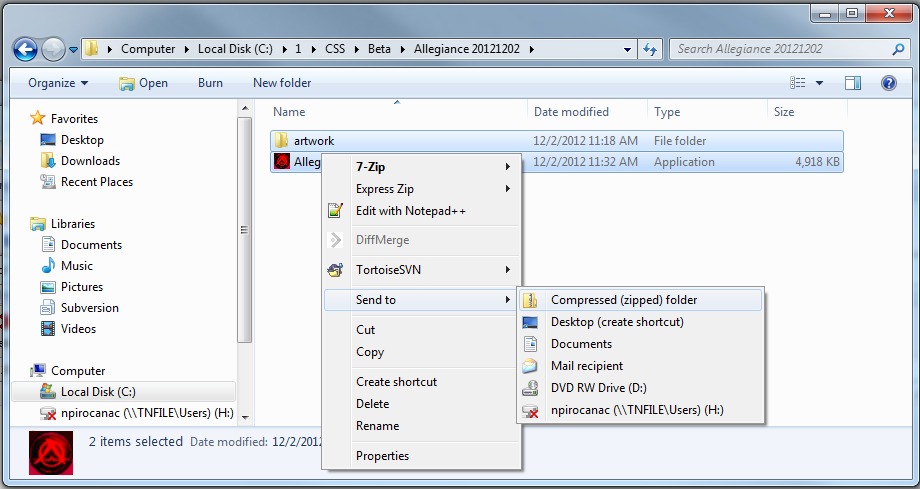 Computer ▸ Local Disk (C:) ▸ 1 ▸ CSS ▸ Beta ▸ Allegiance 20121202 ▸
Search Allegiance 20121202
Organize Open Burn New folder
Name Date modified Type Size
Favorites
Desktop
Downloads
Recent Places
Libraries
Documents
Music
Pictures
Subversion
Videos
Computer
Local Disk (C:)
npirocanac (\\TNFILE\Users) (H:)
artwork 12/2/2012 11:18 AM File folder
Alleg 12/2/2012 11:32 AM Application 4,918 KB
7-Zip
Express Zip
Edit with Notepad++
DiffMerge
TortoiseSVN
Send to
Cut
Copy
Create shortcut
Delete
Rename
Properties
Compressed (zipped) folder
Desktop (create shortcut)
Documents
Mail recipient
DVD RW Drive (D:)
npirocanac (\\TNFILE\Users) (H:)
2 items selected Date modified: 12/2/2012